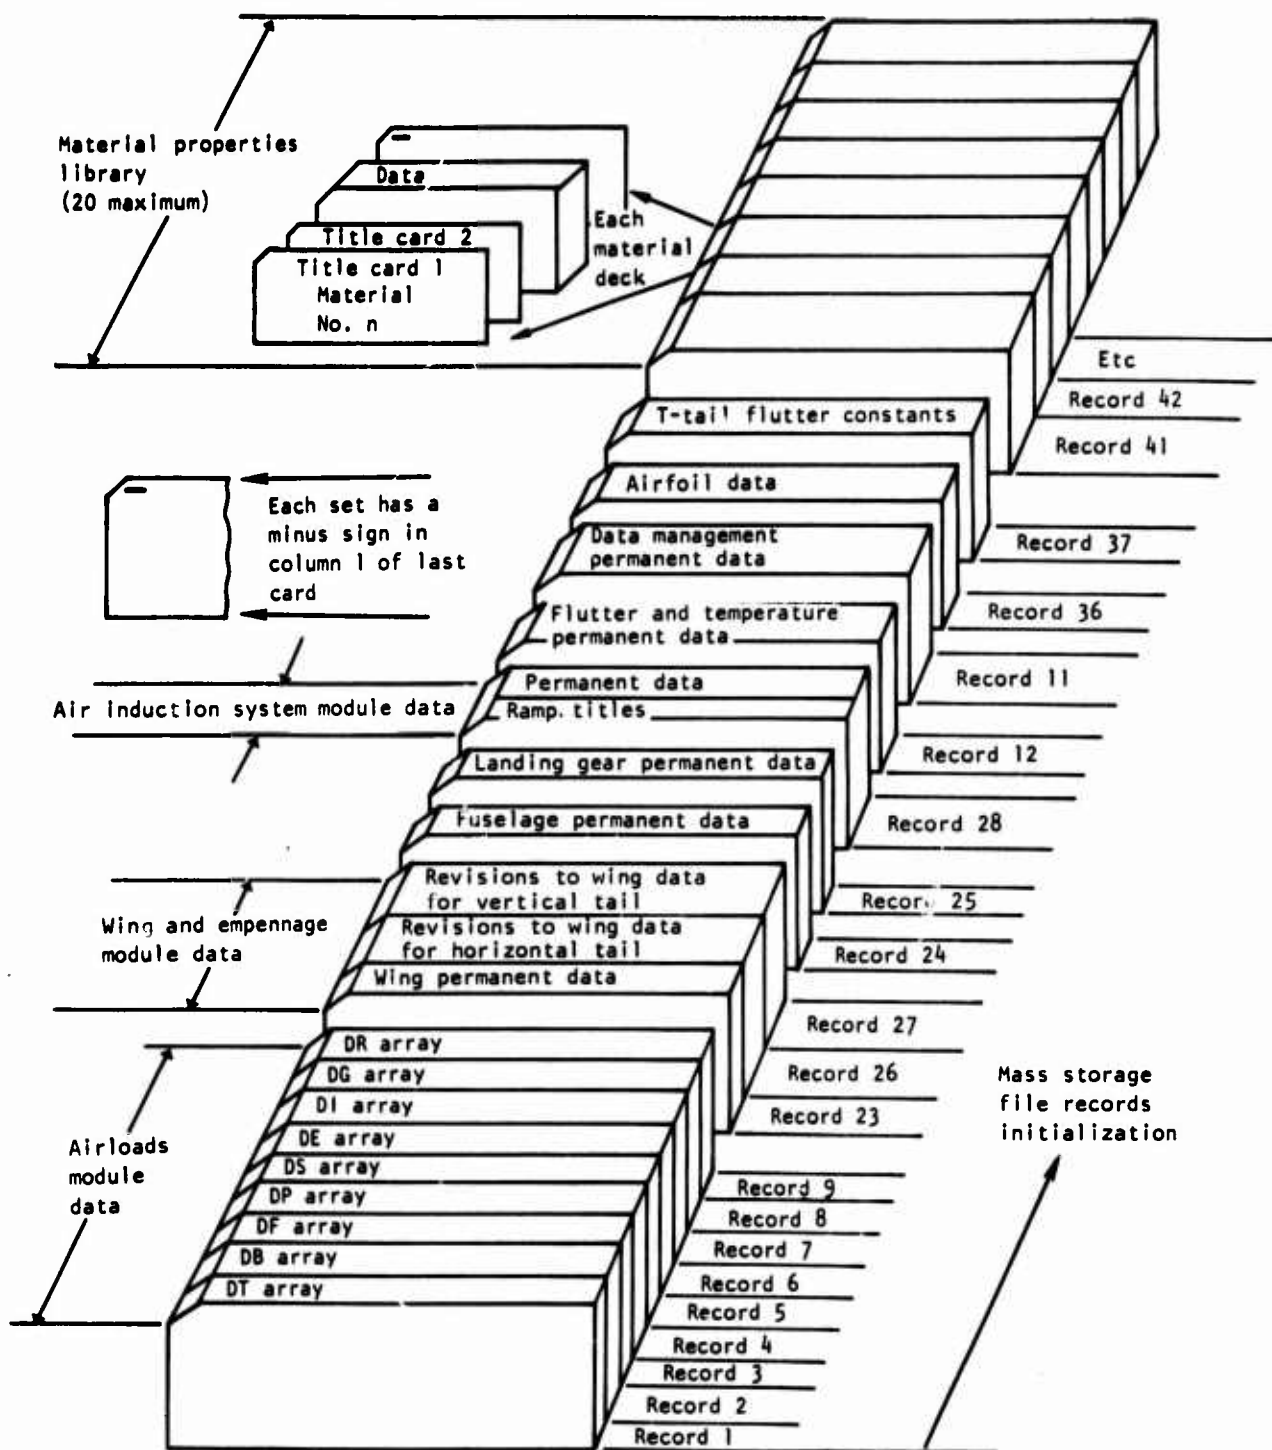 Material properties
library
(20 maximum)
Data
Title card 2
Title card 1
Material
No. n
Each
material
deck
Etc
Record 42
Record 41
T-tail flutter constants
Airfoil data
Each set has a
minus sign in
column 1 of last
card
Data management
permanent data
Record 37
Flutter and temperature
permanent data
Record 36
Permanent data
Record 11
Air induction system module data
Ramp. titles
Record 12
Landing gear permanent data
Fuselage permanent data
Record 28
Revisions to wing data
for vertical tail
Record 25
Wing and empennage
module data
Revisions to wing data
for horizontal tail
Record 24
Wing permanent data
Record 27
DR array
DG array
DI array
DE array
DS array
DP array
DF array
DB array
DT array
Record 26
Record 23
Mass storage
file records
initialization
Airloads
module
data
Record 9
Record 8
Record 7
Record 6
Record 5
Record 4
Record 3
Record 2
Record 1